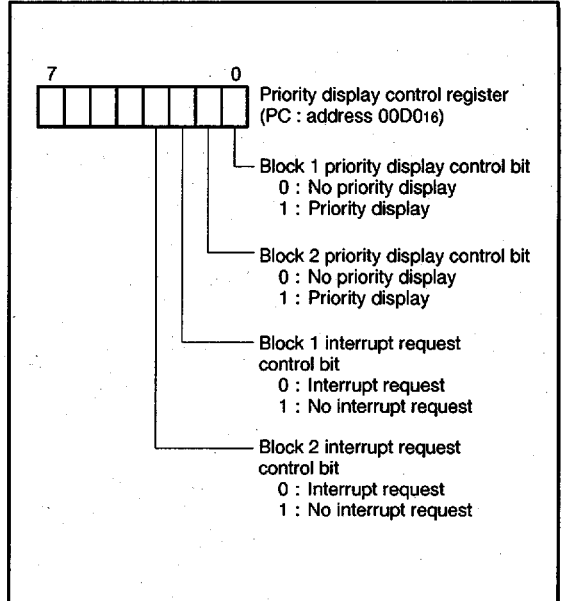 7 0
Priority display control register
(PC : address 00D016)
Block 1 priority display control bit
0 : No priority display
1 : Priority display
Block 2 priority display control bit
0 : No priority display
1 : Priority display
Block 1 interrupt request
control bit
0 : Interrupt request
1 : No interrupt request
Block 2 interrupt request
control bit
0 : Interrupt request
1 : No interrupt request